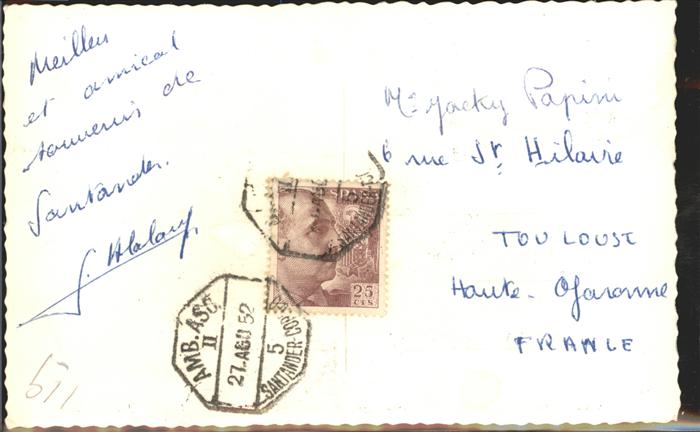 Meilleur
et amical
souvenir de
Santander.
Mr Jacky Papini
6 rue St Hilaire
TOULOUSE
Haute-Garonne
FRANCE
25
CTS
AMB. ASC
II
27. AGO 52
5
SANTANDER-
511